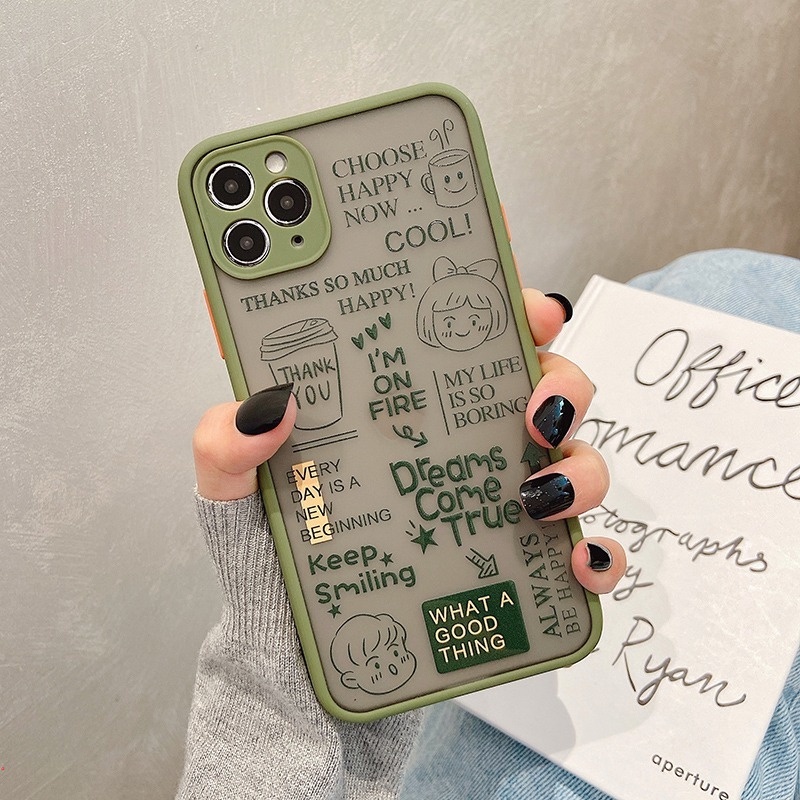 CHOOSE
HAPPY
NOW ...
COOL!
THANKS SO MUCH
HAPPY!
THANK
YOU
I'M
ON
FIRE
MY LIFE
IS SO
BORING
EVERY
DAY IS A
NEW
BEGINNING
Dreams
Come
True
Keep
Smiling
ALWAYS
BE HAPPY!
WHAT A
GOOD
THING
Office
omance
otographs
y
Ryan
aperture